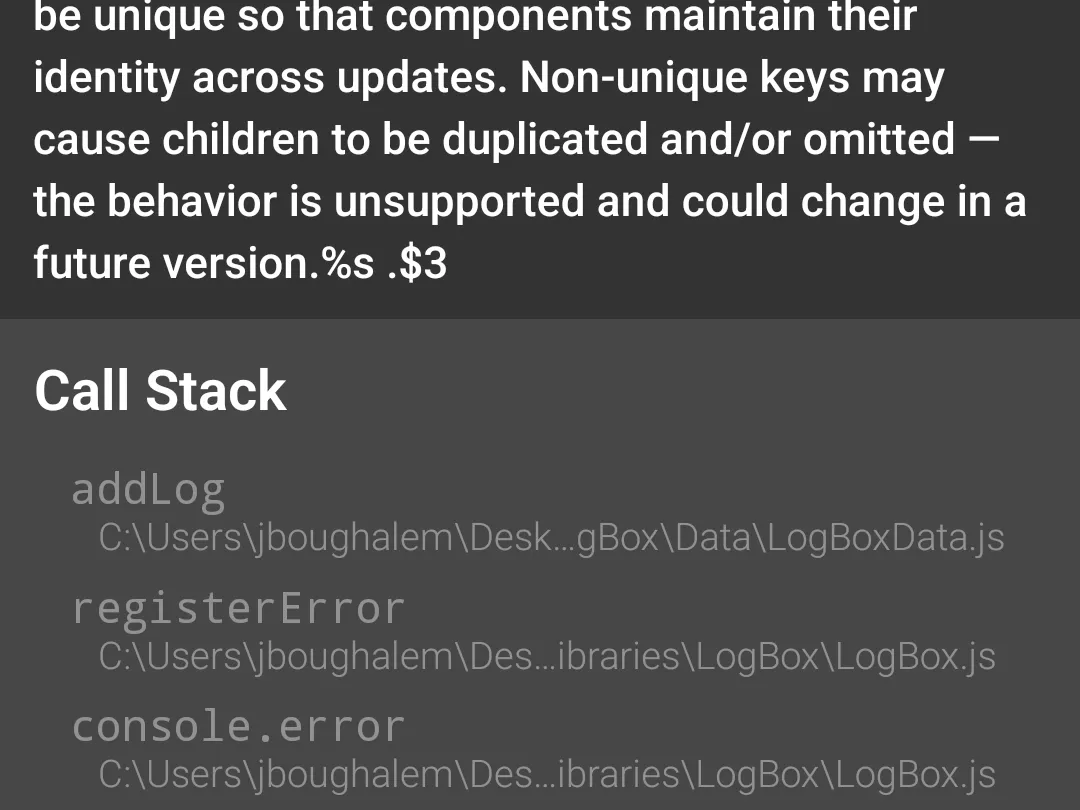 be unique so that components maintain their
identity across updates. Non-unique keys may
cause children to be duplicated and/or omitted —
the behavior is unsupported and could change in a
future version.%s .$3
Call Stack
addLog
C:\Users\jboughalem\Desk...gBox\Data\LogBoxData.js
registerError
C:\Users\jboughalem\Des...ibraries\LogBox\LogBox.js
console.error
C:\Users\jboughalem\Des...ibraries\LogBox\LogBox.js